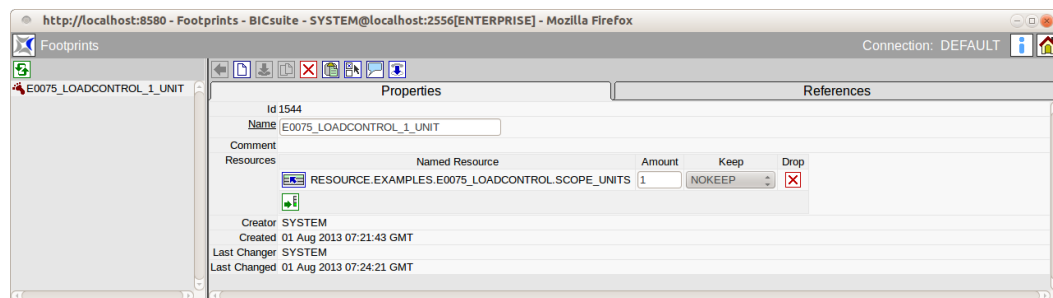 http://localhost:8580 - Footprints - BICsuite - SYSTEM@localhost:2556[ENTERPRISE] - Mozilla Firefox
Footprints
Connection: DEFAULT
E0075_LOADCONTROL_1_UNIT
Properties
References
Id 1544
Name E0075_LOADCONTROL_1_UNIT
Comment
Resources Named Resource Amount Keep Drop
RESOURCE.EXAMPLES.E0075_LOADCONTROL.SCOPE_UNITS 1 NOKEEP
Creator SYSTEM
Created 01 Aug 2013 07:21:43 GMT
Last Changer SYSTEM
Last Changed 01 Aug 2013 07:24:21 GMT